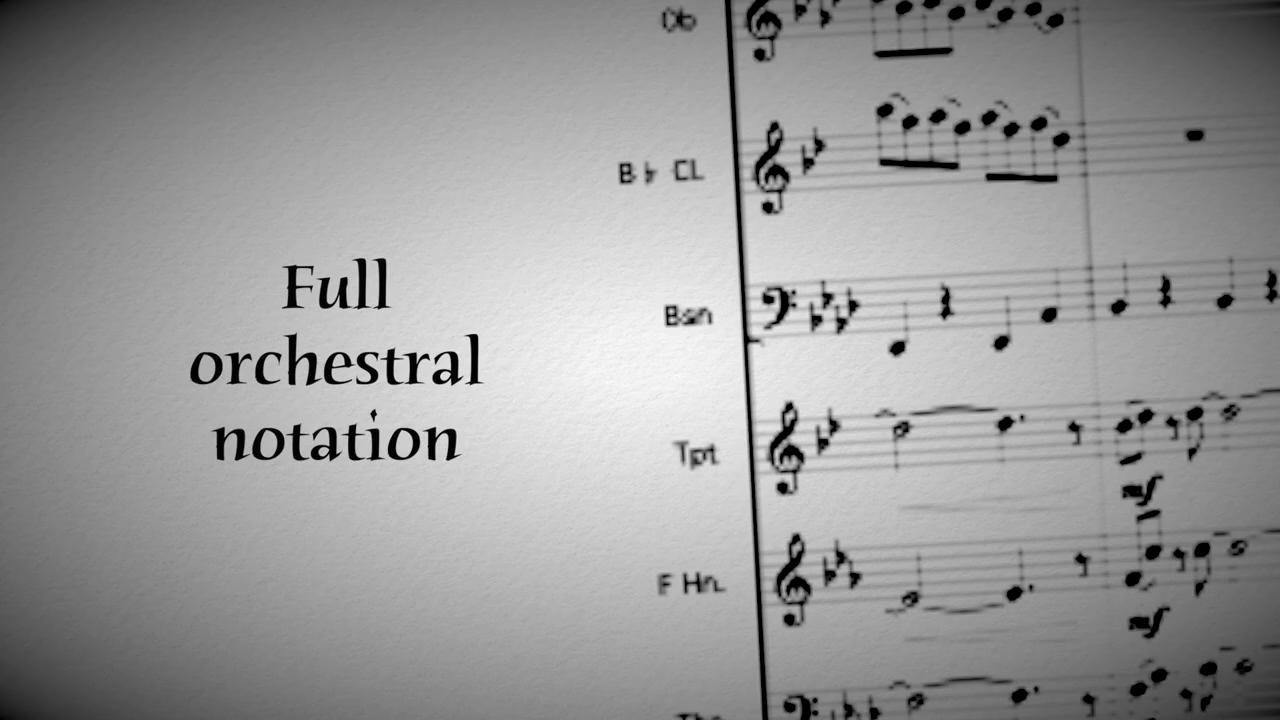 Ob
B♭ CL
Bsn
Full
orchestral
notation
Tpt
mf
F Hn.
mf